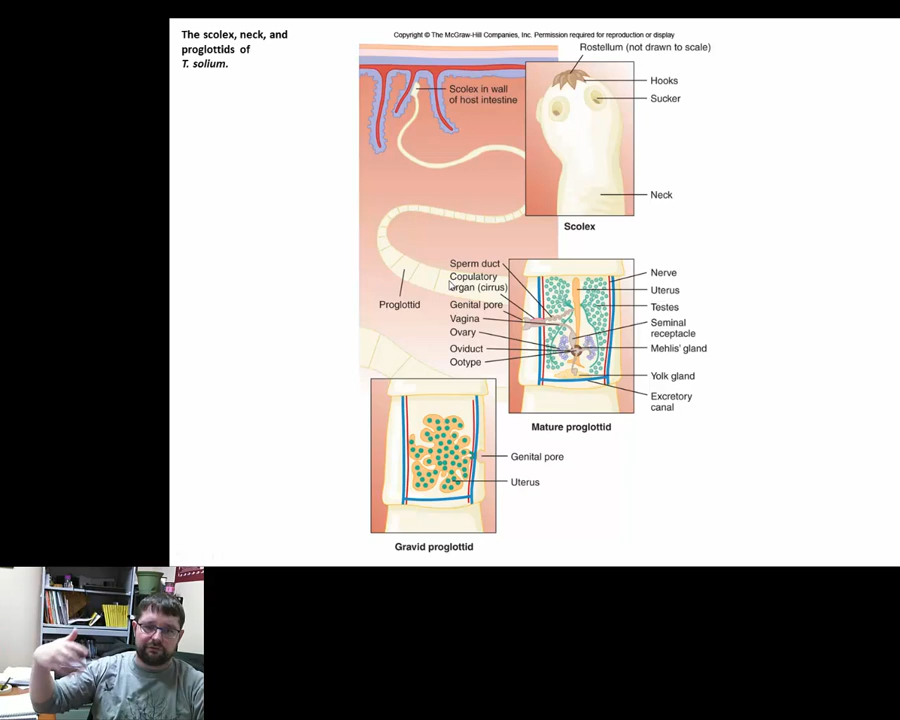 The scolex, neck, and
proglottids of
T. solium.
Copyright © The McGraw-Hill Companies, Inc. Permission required for reproduction or display
Rostellum (not drawn to scale)
Hooks
Sucker
Scolex in wall
of host intestine
Neck
Scolex
Proglottid
Sperm duct
Copulatory
organ (cirrus)
Genital pore
Vagina
Ovary
Oviduct
Ootype
Nerve
Uterus
Testes
Seminal
receptacle
Mehlis' gland
Yolk gland
Excretory
canal
Mature proglottid
Genital pore
Uterus
Gravid proglottid